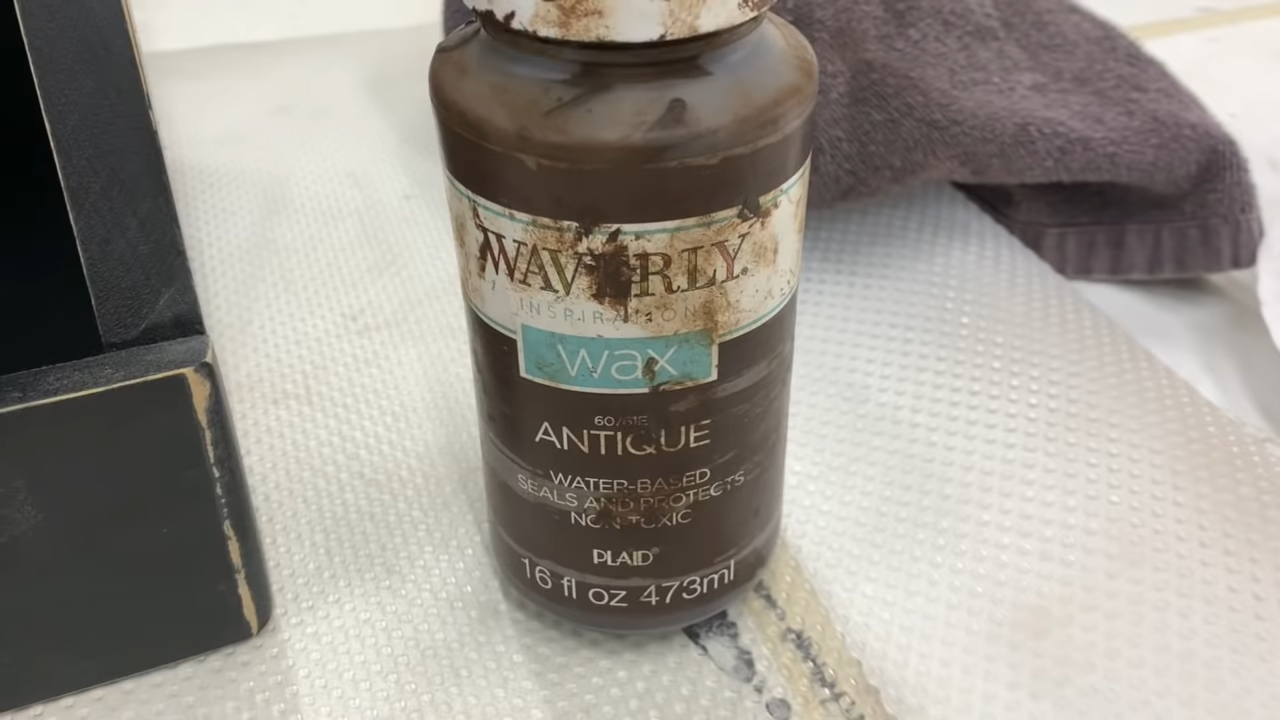 WAVERLY
INSPIRATIONS
wax
ANTIQUE
WATER-BASED
SEALS AND PROTECTS
NON-TOXIC
PLAID®
16 fl oz 473ml